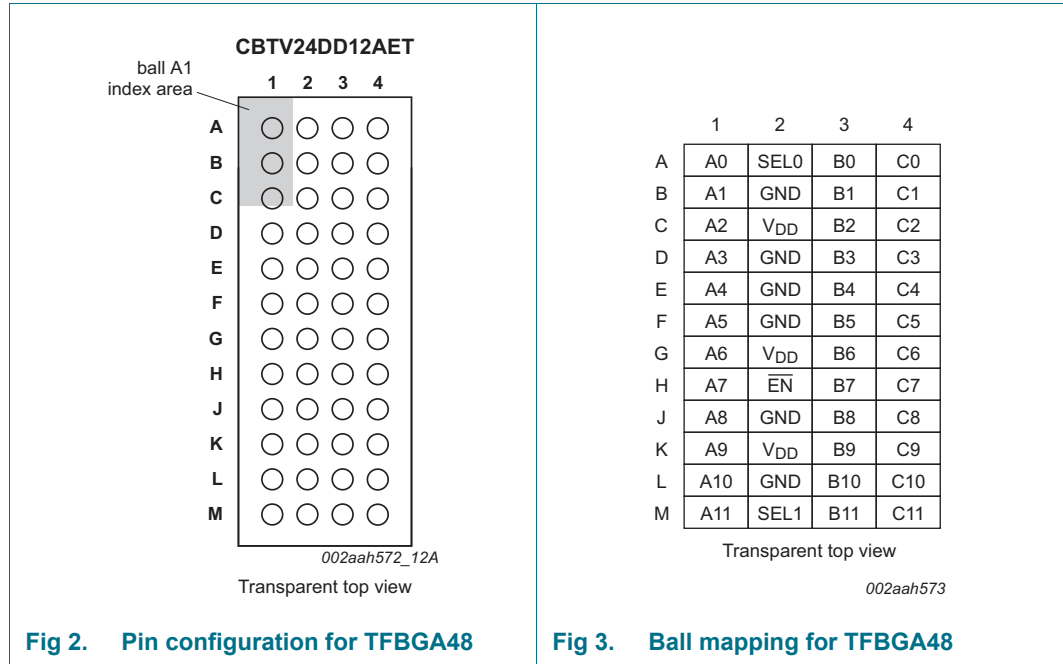 CBTV24DD12AET
ball A1
index area
1 2 3 4
A
B
C
D
E
F
G
H
J
K
L
M
002aah572_12A
Transparent top view
Fig 2. Pin configuration for TFBGA48
1 2 3 4
A A0 SEL0 B0 C0
B A1 GND B1 C1
C A2 VDD B2 C2
D A3 GND B3 C3
E A4 GND B4 C4
F A5 GND B5 C5
G A6 VDD B6 C6
H A7 E̅N̅ B7 C7
J A8 GND B8 C8
K A9 VDD B9 C9
L A10 GND B10 C10
M A11 SEL1 B11 C11
Transparent top view
002aah573
Fig 3. Ball mapping for TFBGA48